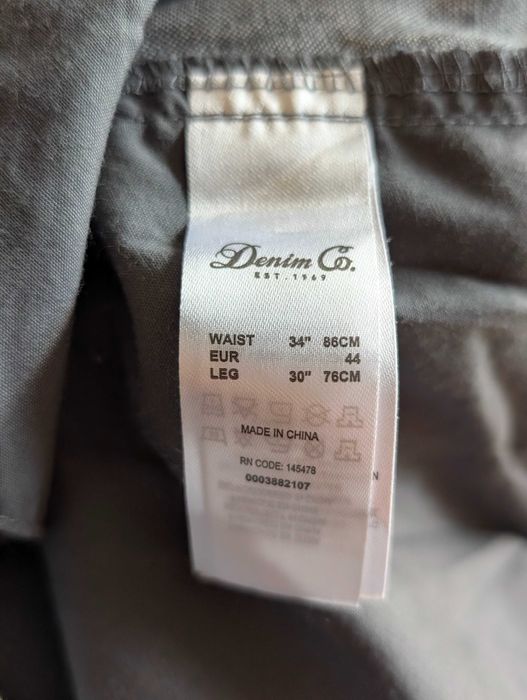 Denim Co.
EST. 1969
WAIST 34" 86CM
EUR 44
LEG 30" 76CM
MADE IN CHINA
RN CODE: 145478
0003882107
N